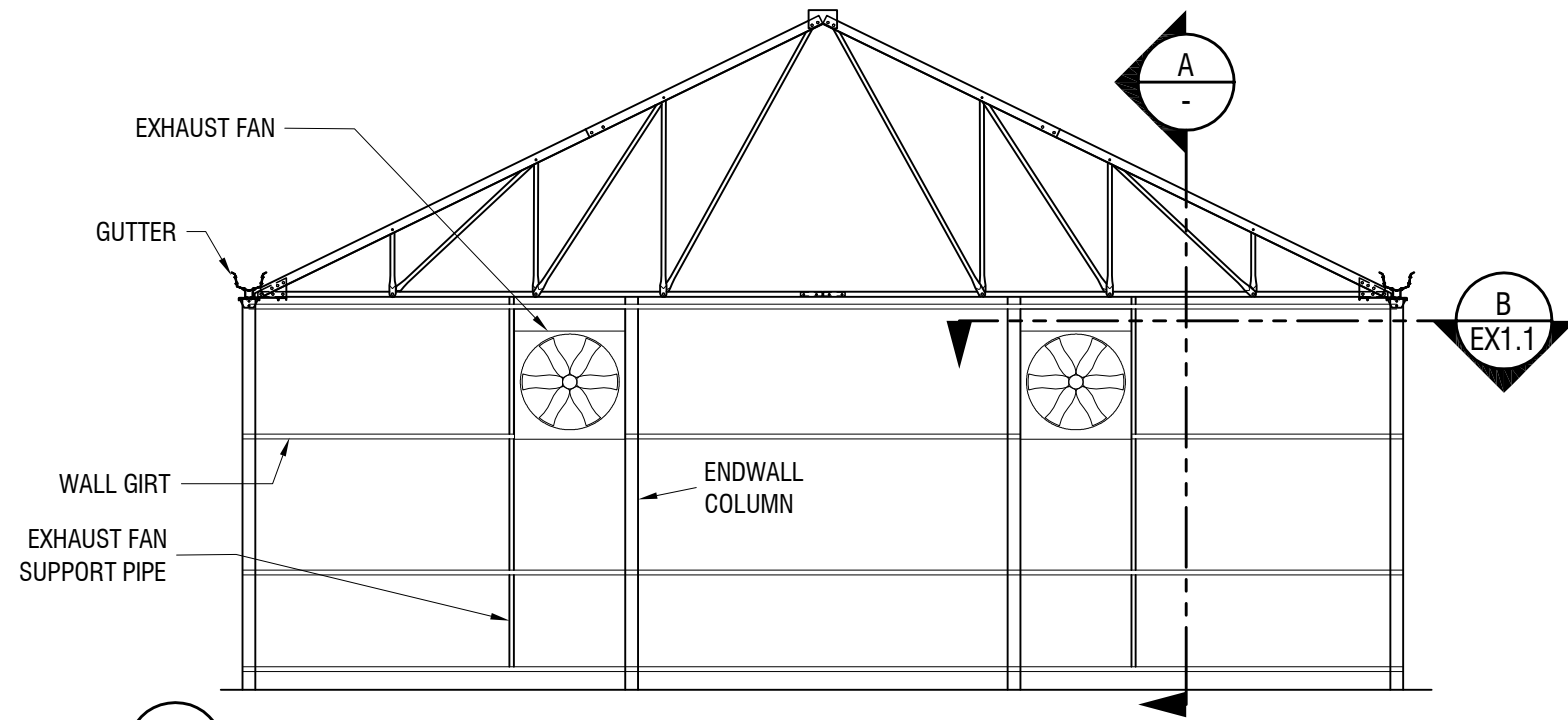 A
-
EXHAUST FAN
GUTTER
B
EX1.1
WALL GIRT
ENDWALL
COLUMN
EXHAUST FAN
SUPPORT PIPE